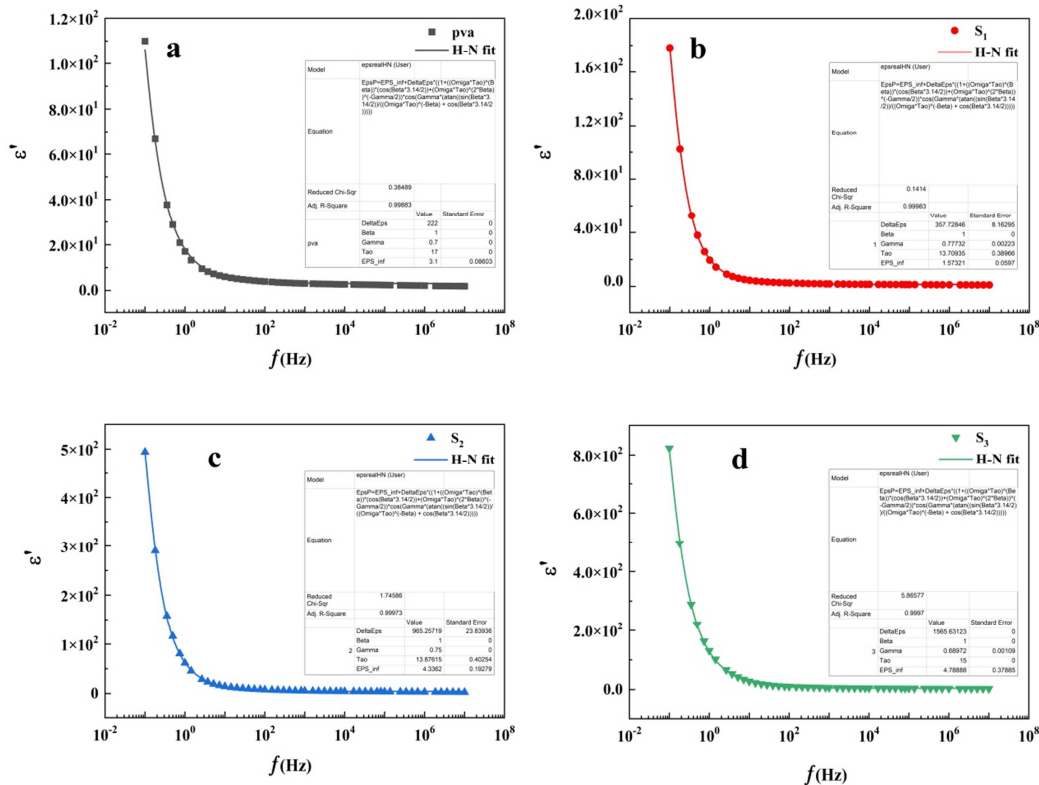 a
pva
H-N fit
Model
epsrealHN (User)
Equation
EpsP=EPS_inf+DeltaEps*((1+((Omiga*Tao)^(B
eta))*(cos(Beta*3.14/2))+(Omiga*Tao)^(2*Beta))
^(-Gamma/2))*cos(Gamma*(atan((sin(Beta*3.
14/2))/((Omiga*Tao)^(-Beta) + cos(Beta*3.14/2
)))))
Reduced Chi-Sqr 0.38489
Adj. R-Square 0.99883
Value Standard Error
pva
DeltaEps 222 0
Beta 1 0
Gamma 0.7 0
Tao 17 0
EPS_inf 3.1 0.08603
1.2×10²
1.0×10²
8.0×10¹
6.0×10¹
4.0×10¹
2.0×10¹
0.0
ε'
10⁻² 10⁰ 10² 10⁴ 10⁶ 10⁸
f(Hz)
b
S₁
H-N fit
Model
epsrealHN (User)
Equation
EpsP=EPS_inf+DeltaEps*((1+((Omiga*Tao)^(B
eta))*(cos(Beta*3.14/2))+(Omiga*Tao)^(2*Beta))
^(-Gamma/2))*cos(Gamma*(atan((sin(Beta*3.14
/2))/((Omiga*Tao)^(-Beta) + cos(Beta*3.14/2)))))
Reduced
Chi-Sqr
0.1414
Adj. R-Square 0.99983
Value Standard Error
1
DeltaEps 357.72846 8.16295
Beta 1 0
Gamma 0.77732 0.00223
Tao 13.70935 0.38966
EPS_inf 1.57321 0.0597
2.0×10²
1.6×10²
1.2×10²
8.0×10¹
4.0×10¹
0.0
ε'
10⁻² 10⁰ 10² 10⁴ 10⁶ 10⁸
f(Hz)
c
S₂
H-N fit
Model
epsrealHN (User)
Equation
EpsP=EPS_inf+DeltaEps*((1+((Omiga*Tao)^(Be
ta))*(cos(Beta*3.14/2))+(Omiga*Tao)^(2*Beta))^(-
Gamma/2))*cos(Gamma*(atan((sin(Beta*3.14/2))/
((Omiga*Tao)^(-Beta) + cos(Beta*3.14/2)))))
Reduced
Chi-Sqr
1.74586
Adj. R-Square 0.99973
Value Standard Error
2
DeltaEps 965.25719 23.83936
Beta 1 0
Gamma 0.75 0
Tao 13.87615 0.40254
EPS_inf 4.3362 0.19279
5×10²
4×10²
3×10²
2×10²
1×10²
0
ε'
10⁻² 10⁰ 10² 10⁴ 10⁶ 10⁸
f(Hz)
d
S₃
H-N fit
Model
epsrealHN (User)
Equation
EpsP=EPS_inf+DeltaEps*((1+((Omiga*Tao)^(Be
ta))*(cos(Beta*3.14/2))+(Omiga*Tao)^(2*Beta))^(
-Gamma/2))*cos(Gamma*(atan((sin(Beta*3.14/2)
)/((Omiga*Tao)^(-Beta) + cos(Beta*3.14/2)))))
Reduced
Chi-Sqr
5.86577
Adj. R-Square 0.9997
Value Standard Error
3
DeltaEps 1565.63123 0
Beta 1 0
Gamma 0.68972 0.00109
Tao 15 0
EPS_inf 4.78888 0.37885
8.0×10²
6.0×10²
4.0×10²
2.0×10²
0.0
ε'
10⁻² 10⁰ 10² 10⁴ 10⁶ 10⁸
f(Hz)